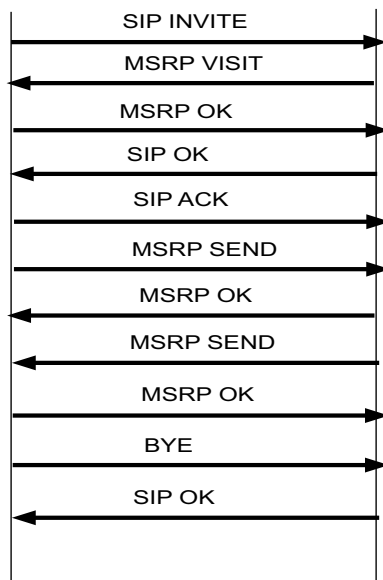 SIP INVITE
MSRP VISIT
MSRP OK
SIP OK
SIP ACK
MSRP SEND
MSRP OK
MSRP SEND
MSRP OK
BYE
SIP OK